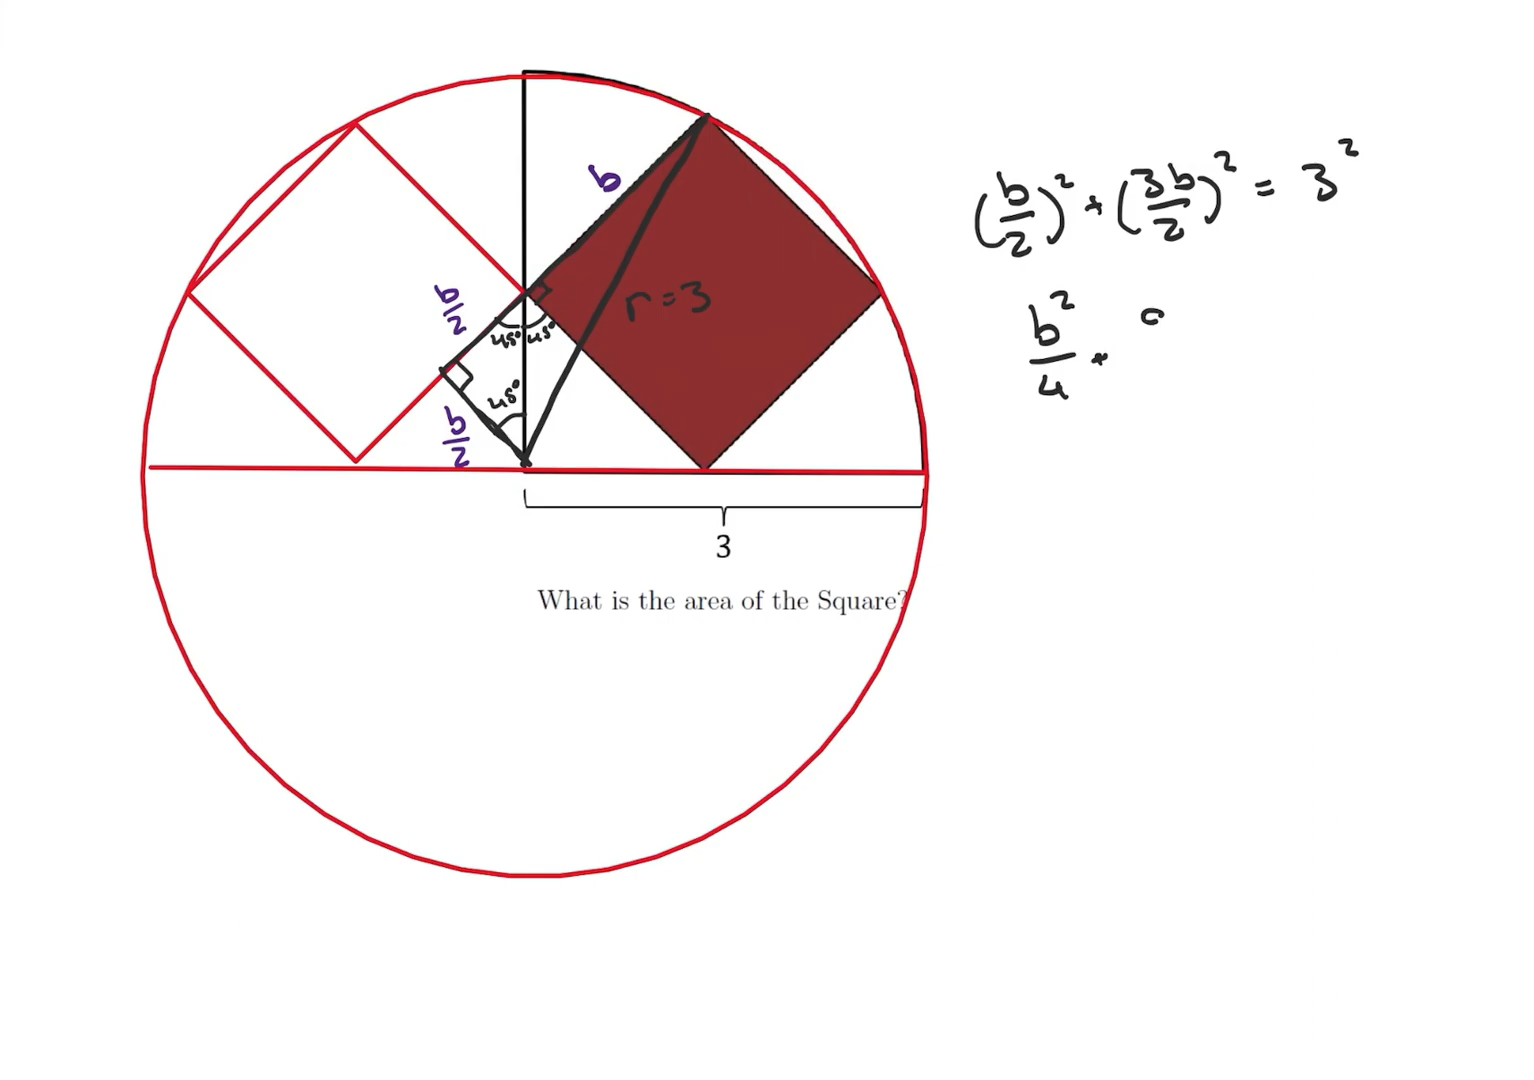 b
(b/2)² + (3b/2)² = 3²
b/2
r=3
b²/4 +
45° 45°
45°
b/2
3
What is the area of the Square?